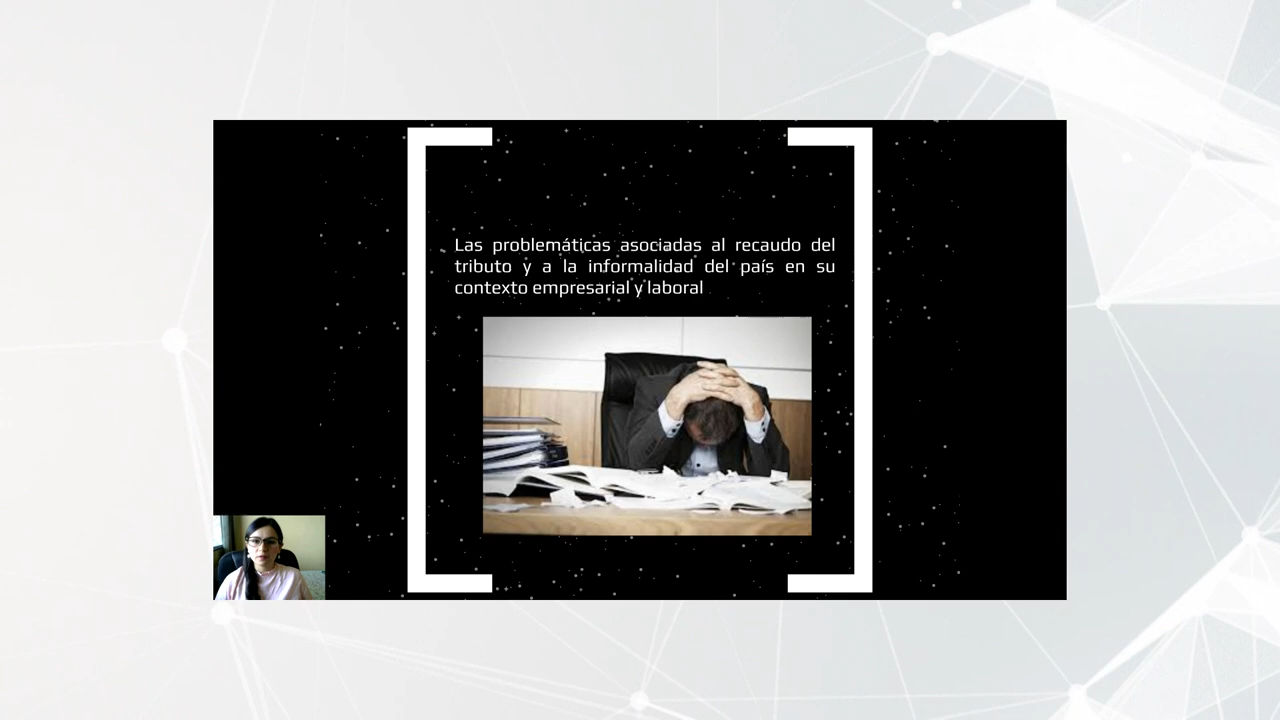 Las problemáticas asociadas al recaudo del
tributo y a la informalidad del país en su
contexto empresarial y laboral